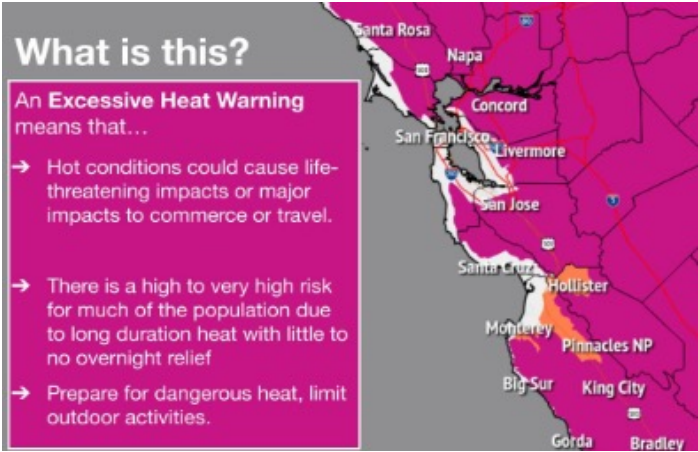 What is this?
An Excessive Heat Warning
means that…
→ Hot conditions could cause life-
threatening impacts or major
impacts to commerce or travel.
→ There is a high to very high risk
for much of the population due
to long duration heat with little to
no overnight relief
→ Prepare for dangerous heat, limit
outdoor activities.
Santa Rosa
Napa
Concord
San Francisco
Livermore
San Jose
Santa Cruz
Hollister
Monterey
Pinnacles NP
Big Sur
King City
Gorda
Bradley